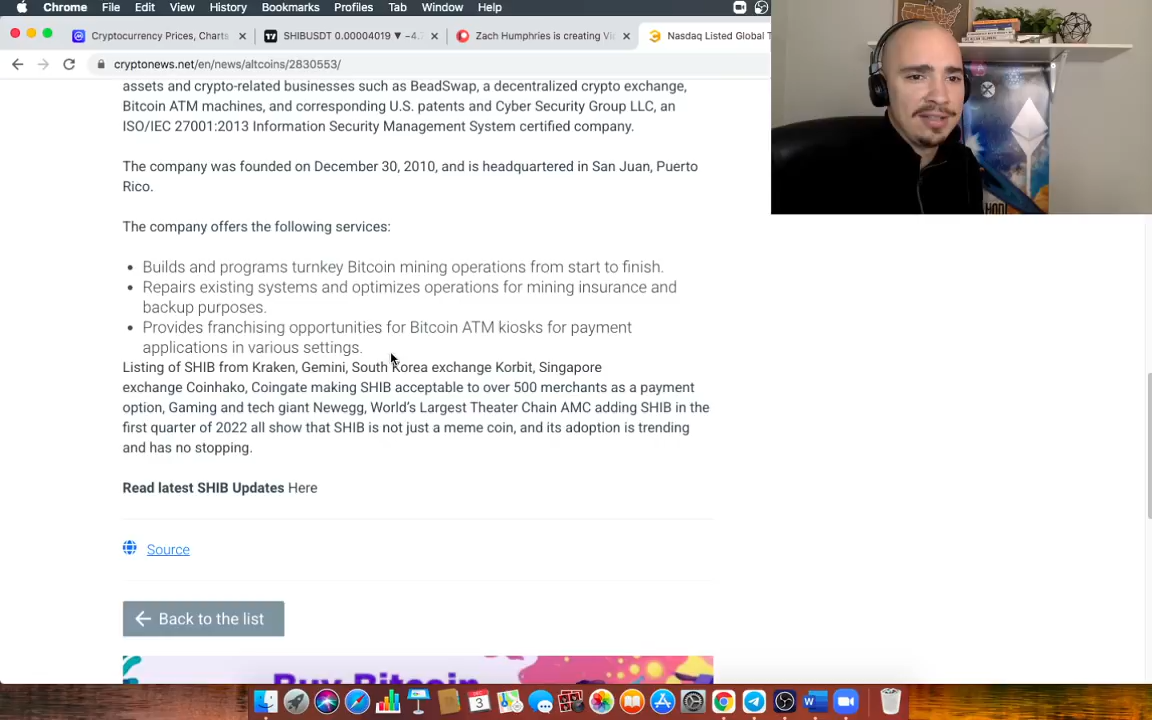 Chrome File Edit View History Bookmarks Profiles Tab Window Help
Cryptocurrency Prices, Charts × SHIBUSDT 0.00004019 ▼ −4. × Zach Humphries is creating Vi × Nasdaq Listed Global T
cryptonews.net/en/news/altcoins/2830553/
assets and crypto-related businesses such as BeadSwap, a decentralized crypto exchange,
Bitcoin ATM machines, and corresponding U.S. patents and Cyber Security Group LLC, an
ISO/IEC 27001:2013 Information Security Management System certified company.
The company was founded on December 30, 2010, and is headquartered in San Juan, Puerto
Rico.
The company offers the following services:
• Builds and programs turnkey Bitcoin mining operations from start to finish.
• Repairs existing systems and optimizes operations for mining insurance and
backup purposes.
• Provides franchising opportunities for Bitcoin ATM kiosks for payment
applications in various settings.
Listing of SHIB from Kraken, Gemini, South Korea exchange Korbit, Singapore
exchange Coinhako, Coingate making SHIB acceptable to over 500 merchants as a payment
option, Gaming and tech giant Newegg, World's Largest Theater Chain AMC adding SHIB in the
first quarter of 2022 all show that SHIB is not just a meme coin, and its adoption is trending
and has no stopping.
Read latest SHIB Updates Here
Source
← Back to the list
Buy Bitcoin
3